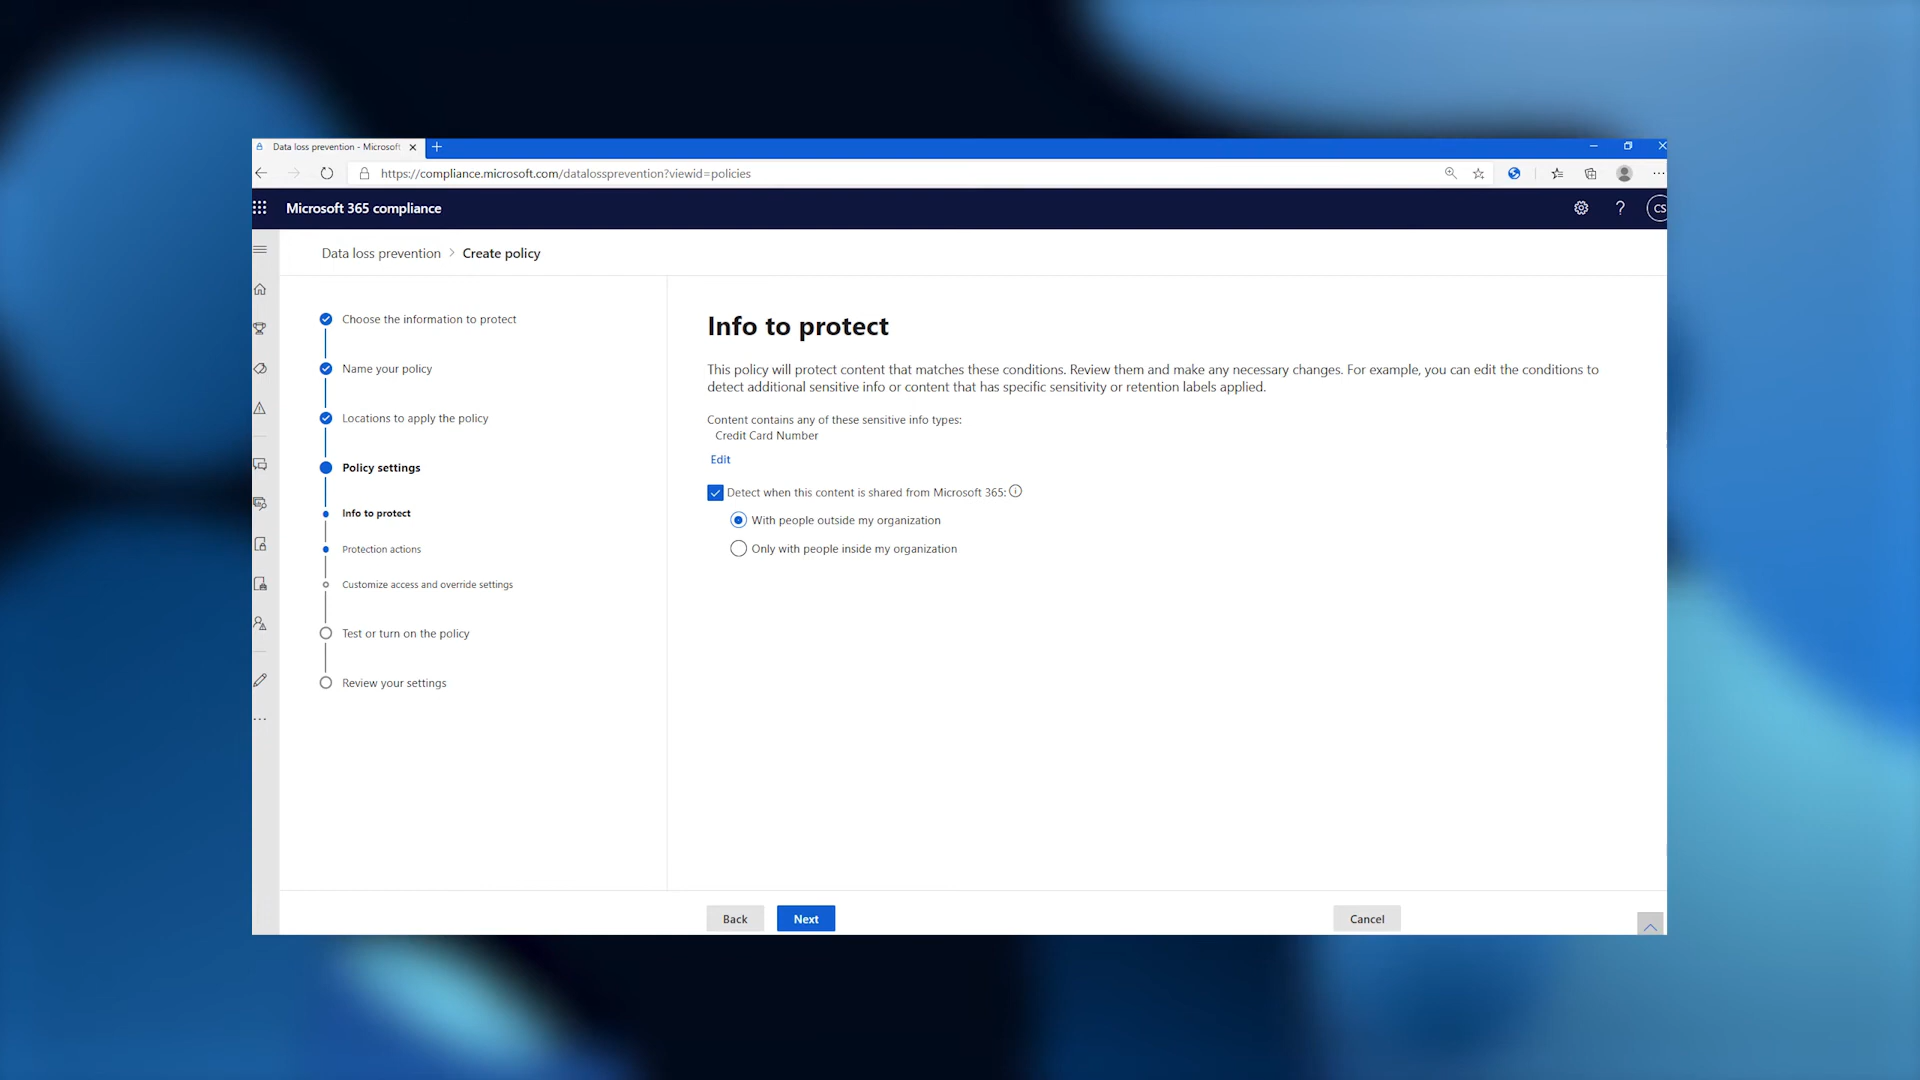 Data loss prevention - Microsoft
https://compliance.microsoft.com/datalossprevention?viewid=policies
Microsoft 365 compliance
CS
Data loss prevention > Create policy
Choose the information to protect
Name your policy
Locations to apply the policy
Policy settings
Info to protect
Protection actions
Customize access and override settings
Test or turn on the policy
Review your settings
Info to protect
This policy will protect content that matches these conditions. Review them and make any necessary changes. For example, you can edit the conditions to
detect additional sensitive info or content that has specific sensitivity or retention labels applied.
Content contains any of these sensitive info types:
Credit Card Number
Edit
Detect when this content is shared from Microsoft 365:
With people outside my organization
Only with people inside my organization
Back
Next
Cancel